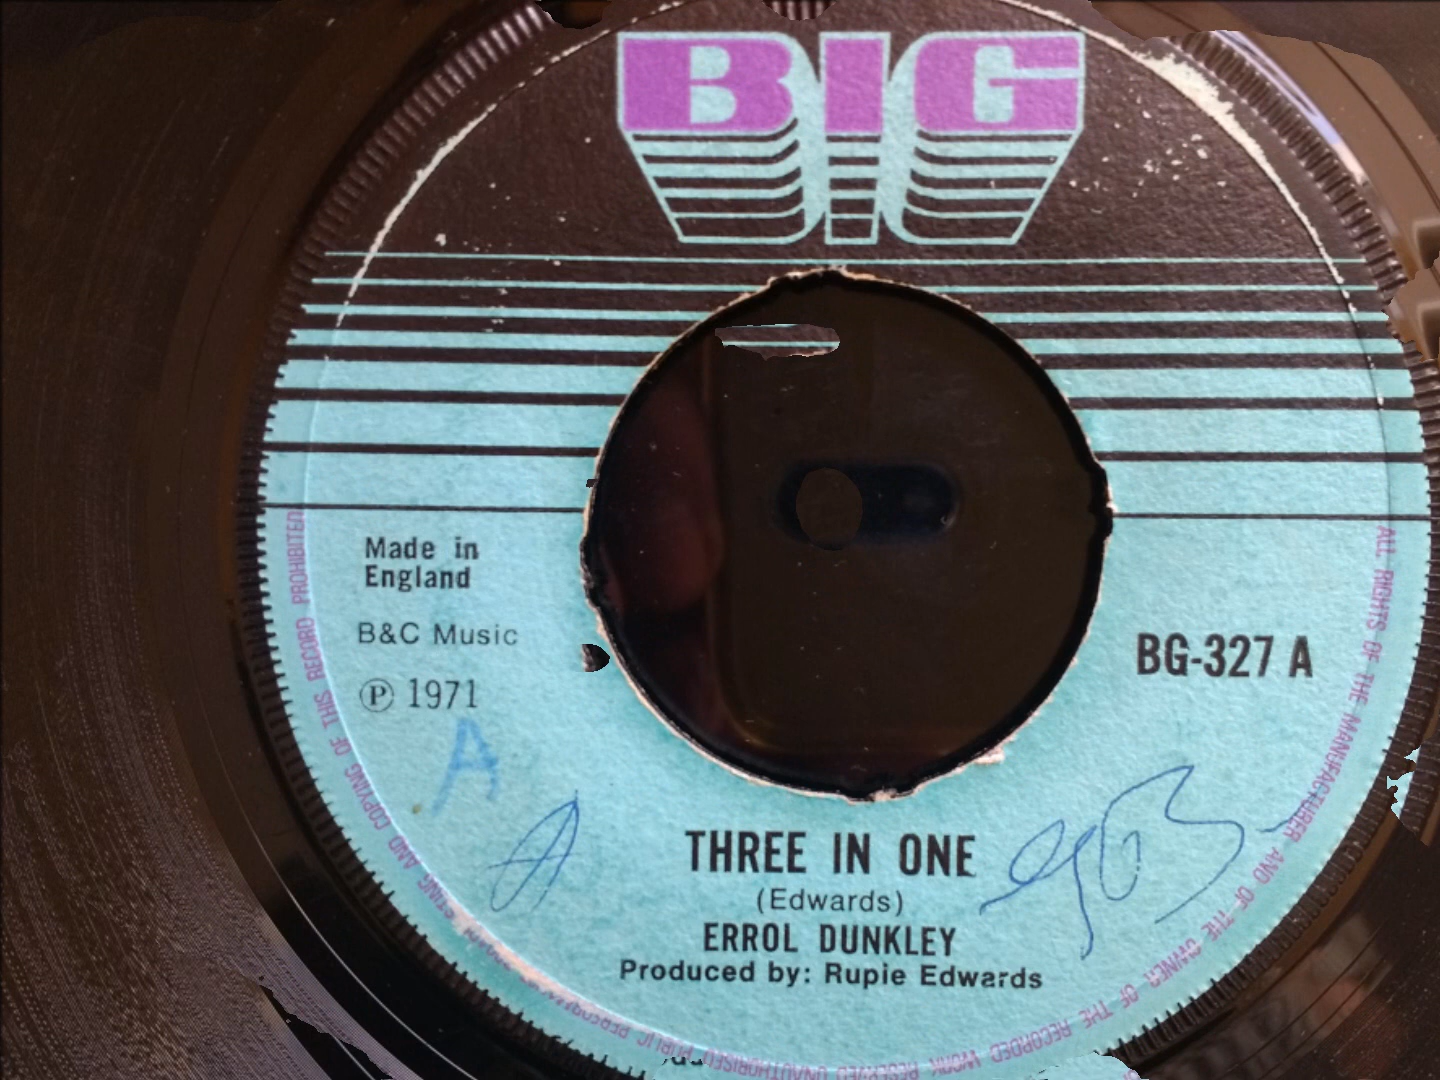 BIG
Made in
England
B&C Music
℗ 1971
BG-327 A
A
A
THREE IN ONE
(Edwards)
ERROL DUNKLEY
Produced by: Rupie Edwards
ALL RIGHTS OF THE MANUFACTURER AND OF THE OWNER OF THE RECORDED WORK RESERVED UNAUTHORISED PUBLIC PERFORMANCE AND COPYING OF THIS RECORD PROHIBITED